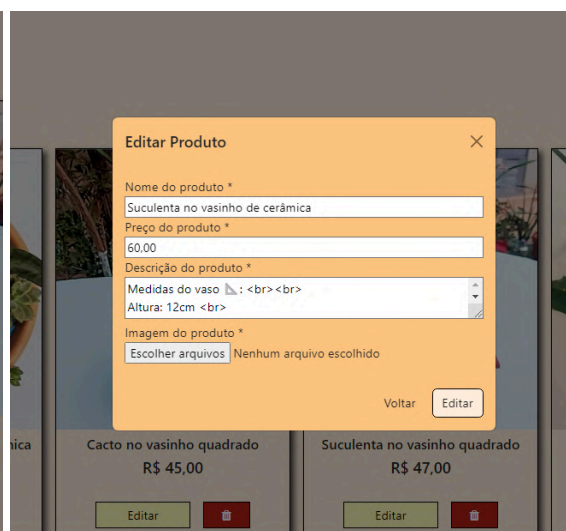 Editar Produto
Nome do produto *
Suculenta no vasinho de cerâmica
Preço do produto *
60,00
Descrição do produto *
Medidas do vaso 📐: <br><br>
Altura: 12cm <br>
Imagem do produto *
Escolher arquivos Nenhum arquivo escolhido
Voltar Editar
Cacto no vasinho quadrado
R$ 45,00
Editar
Suculenta no vasinho quadrado
R$ 47,00
Editar